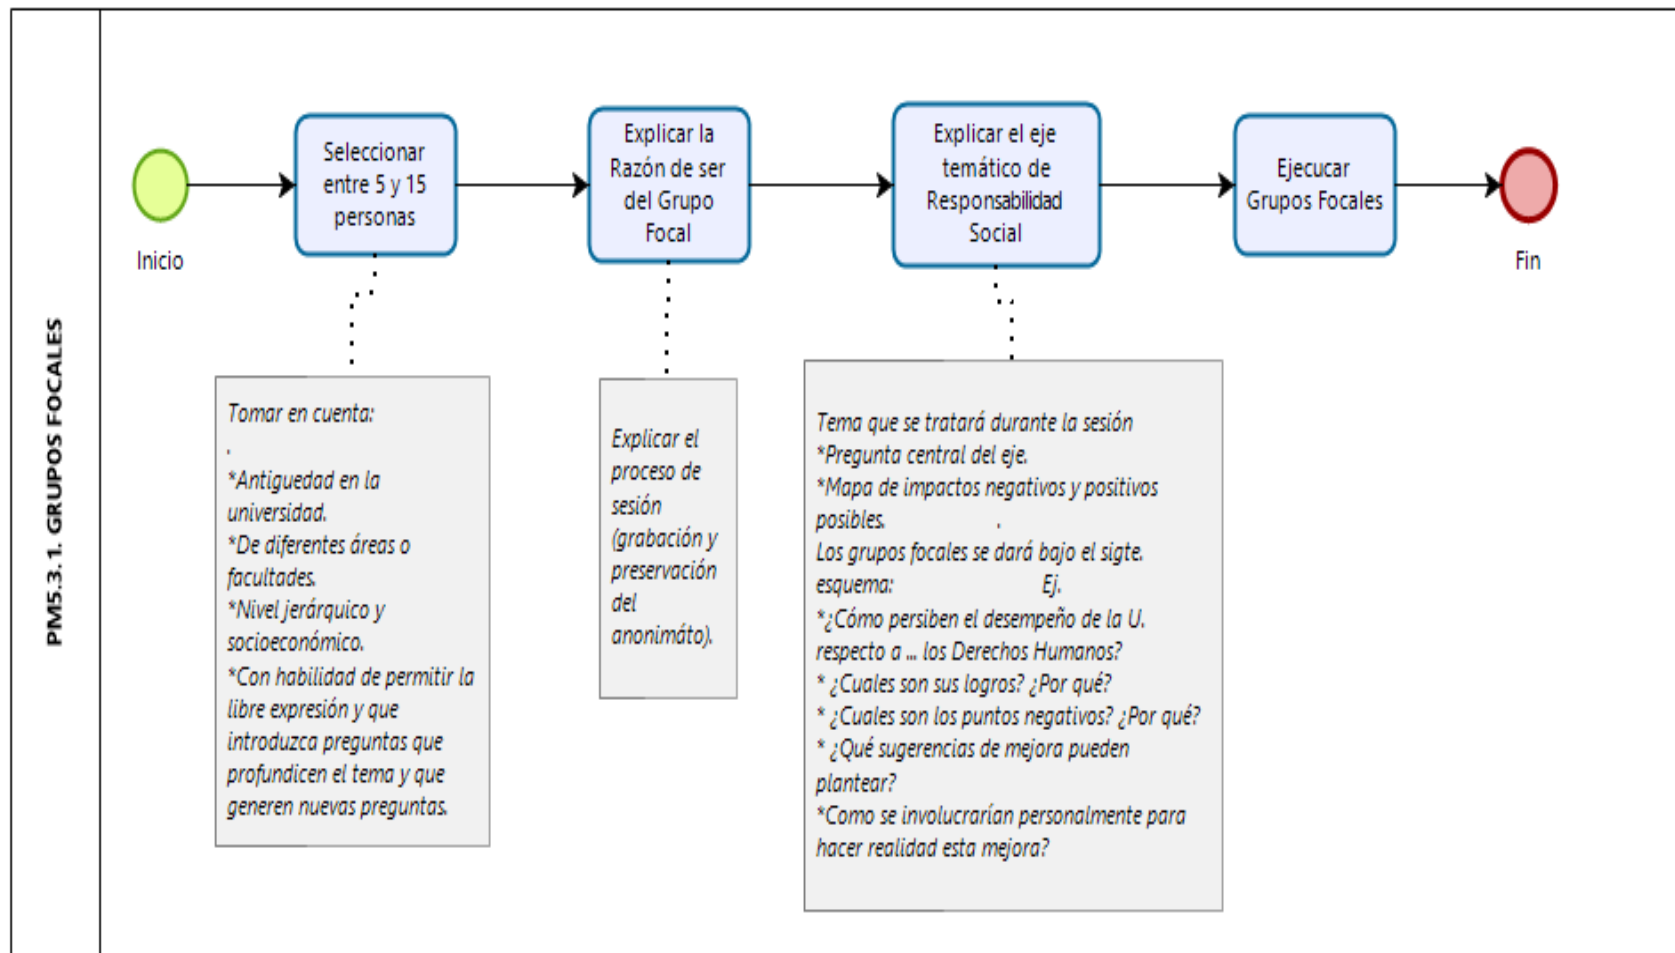 PM5.3.1. GRUPOS FOCALES
Inicio
Seleccionar
entre 5 y 15
personas
Explicar la
Razón de ser
del Grupo
Focal
Explicar el eje
temático de
Responsabilidad
Social
Ejecucar
Grupos Focales
Fin
Tomar en cuenta:
.
*Antiguedad en la
universidad.
*De diferentes áreas o
facultades.
*Nivel jerárquico y
socioeconómico.
*Con habilidad de permitir la
libre expresión y que
introduzca preguntas que
profundicen el tema y que
generen nuevas preguntas.
Explicar el
proceso de
sesión
(grabación y
preservación
del
anonimáto).
Tema que se tratará durante la sesión
*Pregunta central del eje.
*Mapa de impactos negativos y positivos
posibles. .
Los grupos focales se dará bajo el sigte.
esquema: Ej.
*¿Cómo persiben el desempeño de la U.
respecto a ... los Derechos Humanos?
* ¿Cuales son sus logros? ¿Por qué?
* ¿Cuales son los puntos negativos? ¿Por qué?
* ¿Qué sugerencias de mejora pueden
plantear?
*Como se involucrarían personalmente para
hacer realidad esta mejora?